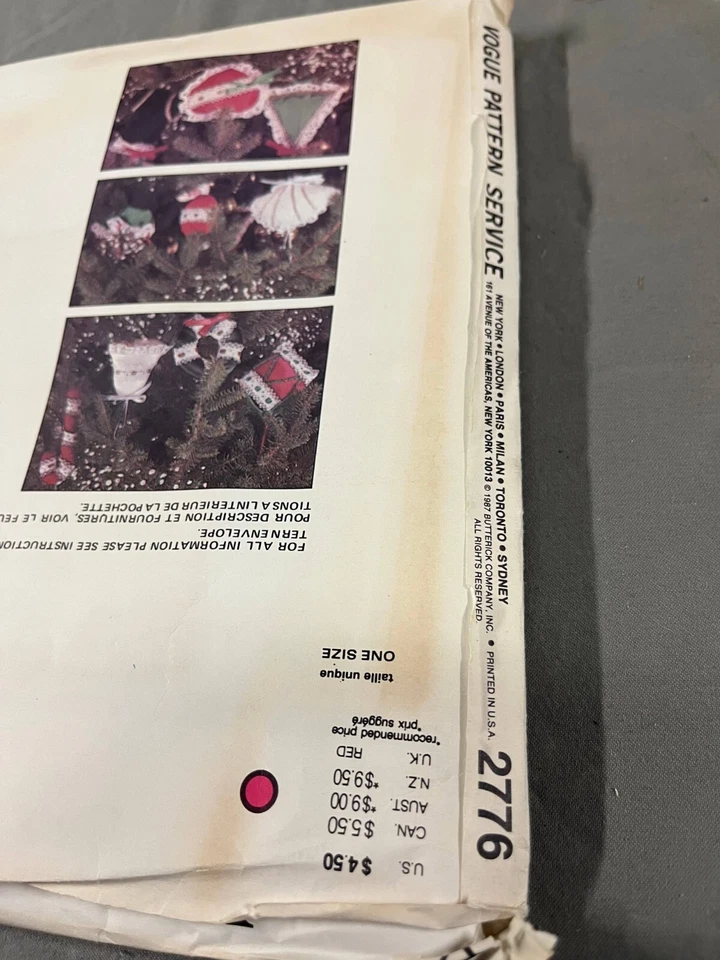 VOGUE PATTERN SERVICE
NEW YORK • LONDON • PARIS • MILAN • TORONTO • SYDNEY
161 AVENUE OF THE AMERICAS, NEW YORK 10013 © 1987 BUTTERICK COMPANY, INC. • PRINTED IN U.S.A.
ALL RIGHTS RESERVED.
2776
U.S. $4.50
CAN. $5.50
AUST. *$9.00
N.Z. *$9.50
U.K. RED
*recommended price
*prix suggéré
taille unique
ONE SIZE
FOR ALL INFORMATION PLEASE SEE
TERN ENVELOPE.
POUR DESCRIPTION ET FOURNITURES, VOIR LE
TIONS A L'INTERIEUR DE LA POCHETTE.